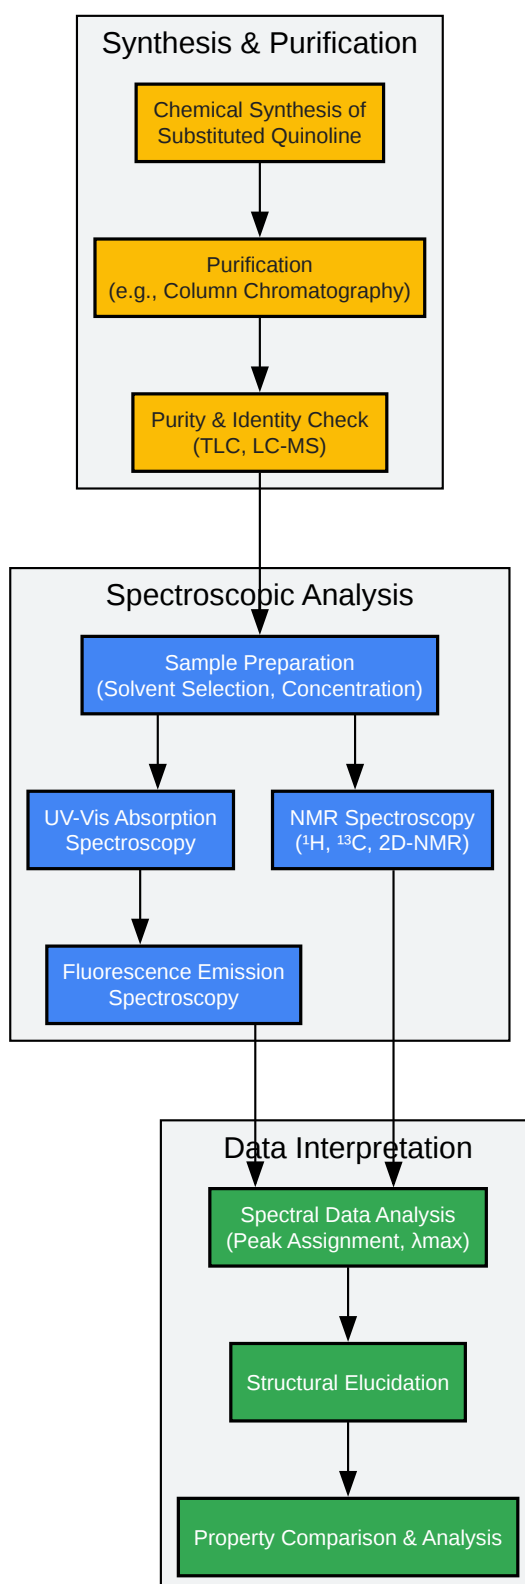 Synthesis & Purification
Chemical Synthesis of
Substituted Quinoline
Purification
(e.g., Column Chromatography)
Purity & Identity Check
(TLC, LC-MS)
Spectroscopic Analysis
Sample Preparation
(Solvent Selection, Concentration)
UV-Vis Absorption
Spectroscopy
NMR Spectroscopy
(¹H, ¹³C, 2D-NMR)
Fluorescence Emission
Spectroscopy
Data Interpretation
Spectral Data Analysis
(Peak Assignment, λmax)
Structural Elucidation
Property Comparison & Analysis